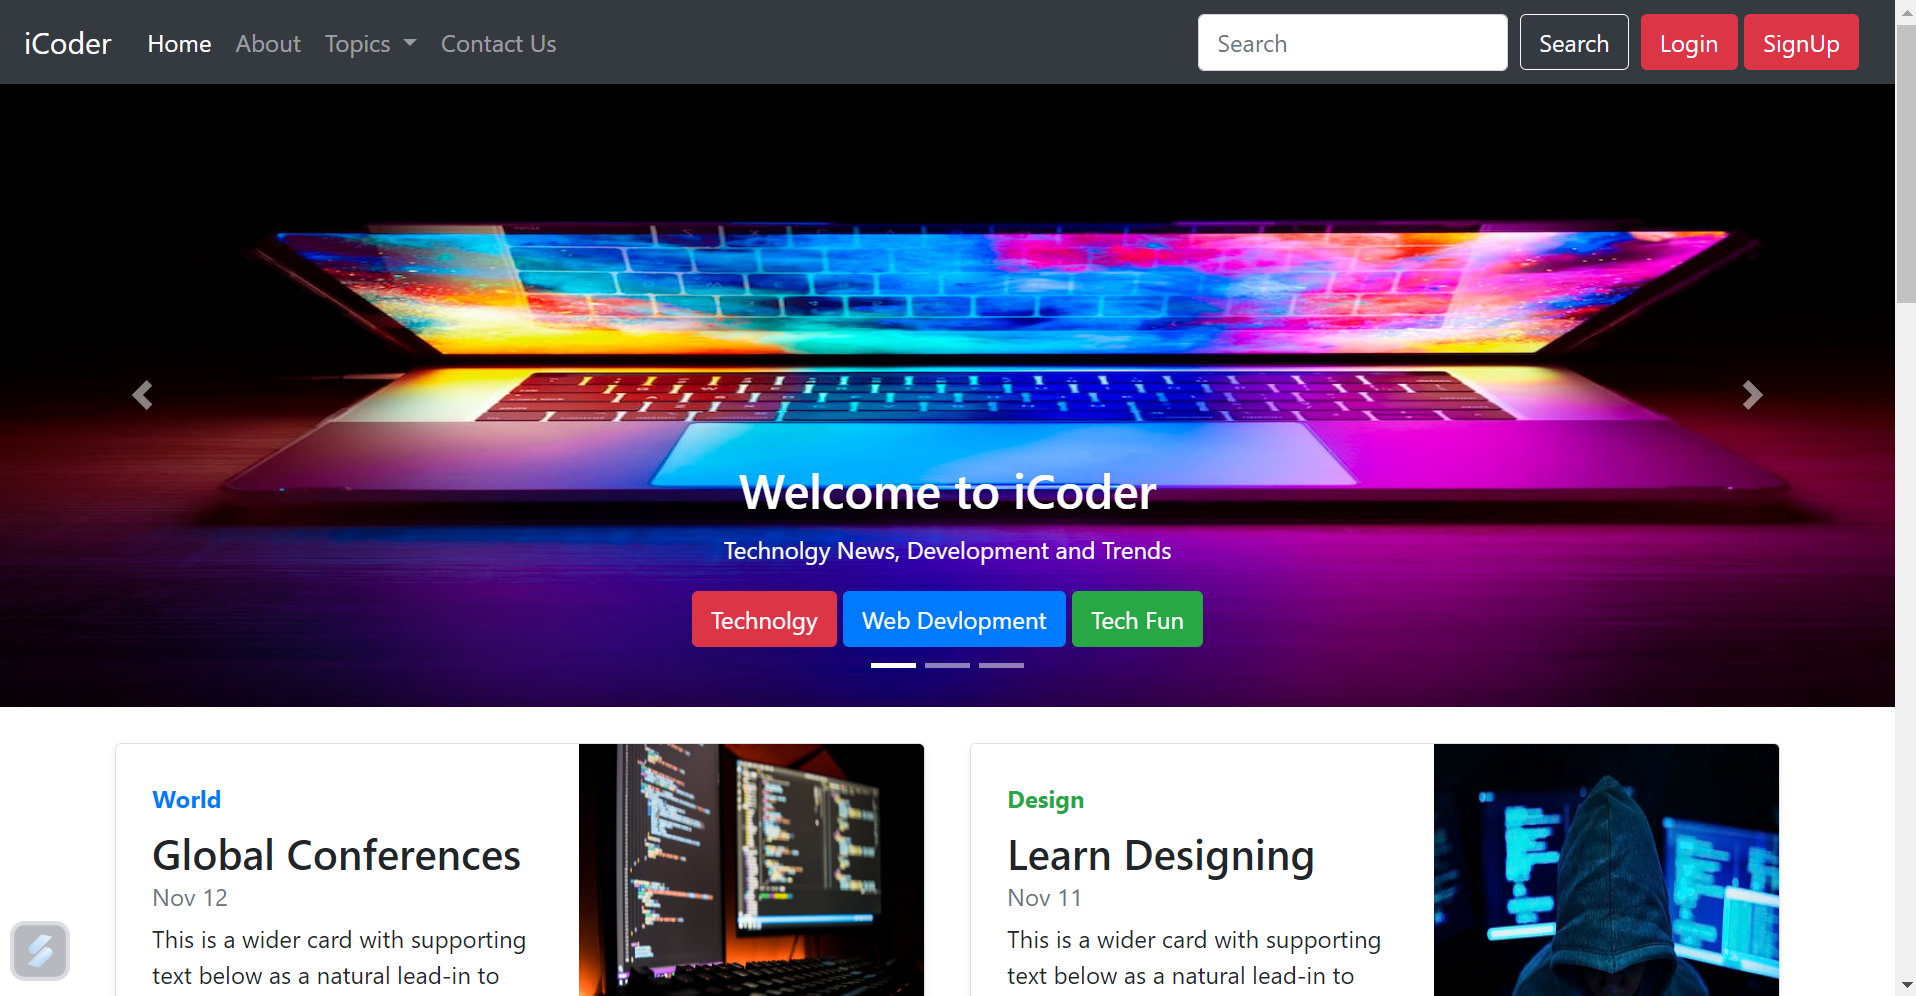 iCoder Home About Topics Contact Us Search Search Login SignUp
Welcome to iCoder
Technolgy News, Development and Trends
Technolgy Web Devlopment Tech Fun
World
Global Conferences
Nov 12
This is a wider card with supporting
text below as a natural lead-in to
Design
Learn Designing
Nov 11
This is a wider card with supporting
text below as a natural lead-in to